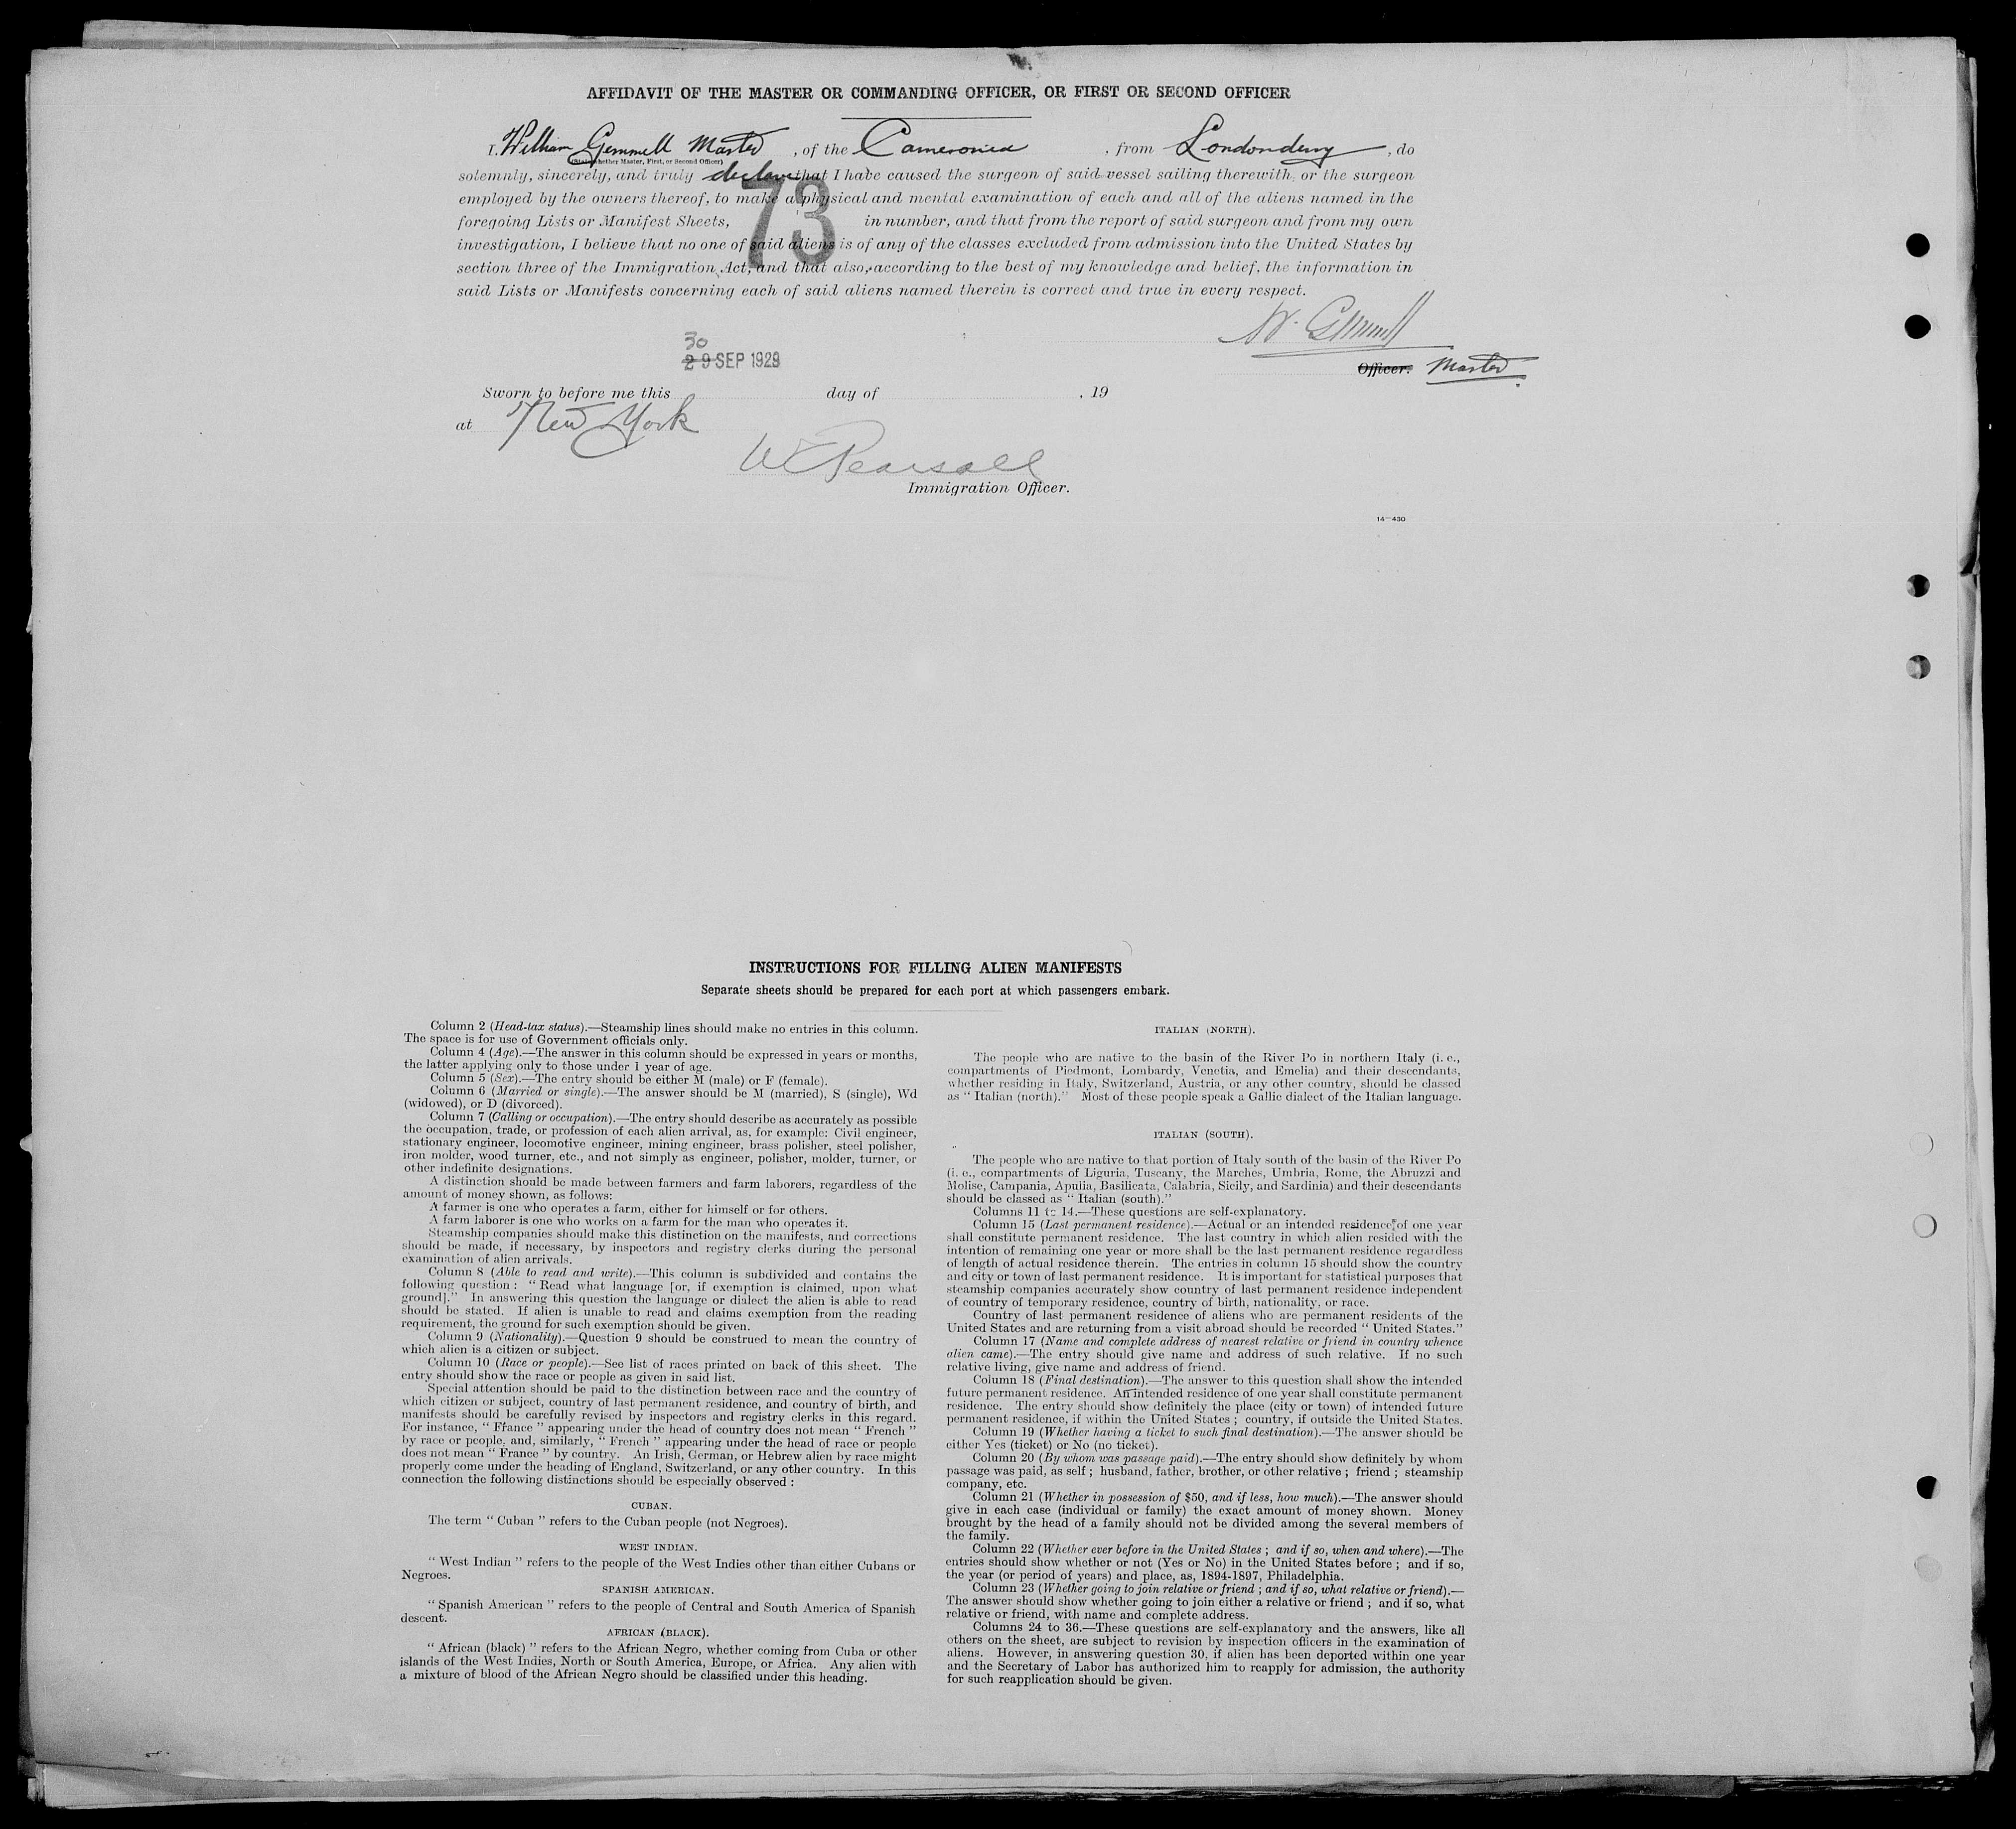 AFFIDAVIT OF THE MASTER OR COMMANDING OFFICER, OR FIRST OR SECOND OFFICER
I, William Gemmell Master, of the Cameronia, from Londonderry, do
(State whether Master, First, or Second Officer)
solemnly, sincerely, and truly declare that I have caused the surgeon of said vessel sailing therewith, or the surgeon
employed by the owners thereof, to make a physical and mental examination of each and all of the aliens named in the
foregoing Lists or Manifest Sheets, 73 in number, and that from the report of said surgeon and from my own
investigation, I believe that no one of said aliens is of any of the classes excluded from admission into the United States by
section three of the Immigration Act, and that also, according to the best of my knowledge and belief, the information in
said Lists or Manifests concerning each of said aliens named therein is correct and true in every respect.
W. Gemmell
30
29 SEP 1929
Officer. Master
Sworn to before me this day of , 19
at New York
W E Pearsall
Immigration Officer.
14-430
INSTRUCTIONS FOR FILLING ALIEN MANIFESTS
Separate sheets should be prepared for each port at which passengers embark.
Column 2 (Head-tax status).—Steamship lines should make no entries in this column.
The space is for use of Government officials only.
Column 4 (Age).—The answer in this column should be expressed in years or months,
the latter applying only to those under 1 year of age.
Column 5 (Sex).—The entry should be either M (male) or F (female).
Column 6 (Married or single).—The answer should be M (married), S (single), Wd
(widowed), or D (divorced).
Column 7 (Calling or occupation).—The entry should describe as accurately as possible
the occupation, trade, or profession of each alien arrival, as, for example: Civil engineer,
stationary engineer, locomotive engineer, mining engineer, brass polisher, steel polisher,
iron molder, wood turner, etc., and not simply as engineer, polisher, molder, turner, or
other indefinite designations.
A distinction should be made between farmers and farm laborers, regardless of the
amount of money shown, as follows:
A farmer is one who operates a farm, either for himself or for others.
A farm laborer is one who works on a farm for the man who operates it.
Steamship companies should make this distinction on the manifests, and corrections
should be made, if necessary, by inspectors and registry clerks during the personal
examination of alien arrivals.
Column 8 (Able to read and write).—This column is subdivided and contains the
following question: "Read what language [or, if exemption is claimed, upon what
ground]." In answering this question the language or dialect the alien is able to read
should be stated. If alien is unable to read and claims exemption from the reading
requirement, the ground for such exemption should be given.
Column 9 (Nationality).—Question 9 should be construed to mean the country of
which alien is a citizen or subject.
Column 10 (Race or people).—See list of races printed on back of this sheet. The
entry should show the race or people as given in said list.
Special attention should be paid to the distinction between race and the country of
which citizen or subject, country of last permanent residence, and country of birth, and
manifests should be carefully revised by inspectors and registry clerks in this regard.
For instance, "France" appearing under the head of country does not mean "French"
by race or people, and, similarly, "French" appearing under the head of race or people
does not mean "France" by country. An Irish, German, or Hebrew alien by race might
properly come under the heading of England, Switzerland, or any other country. In this
connection the following distinctions should be especially observed:
CUBAN.
The term "Cuban" refers to the Cuban people (not Negroes).
WEST INDIAN.
"West Indian" refers to the people of the West Indies other than either Cubans or
Negroes.
SPANISH AMERICAN.
"Spanish American" refers to the people of Central and South America of Spanish
descent.
AFRICAN (BLACK).
"African (black)" refers to the African Negro, whether coming from Cuba or other
islands of the West Indies, North or South America, Europe, or Africa. Any alien with
a mixture of blood of the African Negro should be classified under this heading.
ITALIAN (NORTH).
The people who are native to the basin of the River Po in northern Italy (i. e.,
compartments of Piedmont, Lombardy, Venetia, and Emelia) and their descendants,
whether residing in Italy, Switzerland, Austria, or any other country, should be classed
as "Italian (north)." Most of these people speak a Gallic dialect of the Italian language.
ITALIAN (SOUTH).
The people who are native to that portion of Italy south of the basin of the River Po
(i. e., compartments of Liguria, Tuscany, the Marches, Umbria, Rome, the Abruzzi and
Molise, Campania, Apulia, Basilicata, Calabria, Sicily, and Sardinia) and their descendants
should be classed as "Italian (south)."
Columns 11 to 14.—These questions are self-explanatory.
Column 15 (Last permanent residence).—Actual or an intended residence of one year
shall constitute permanent residence. The last country in which alien resided with the
intention of remaining one year or more shall be the last permanent residence regardless
of length of actual residence therein. The entries in column 15 should show the country
and city or town of last permanent residence. It is important for statistical purposes that
steamship companies accurately show country of last permanent residence independent
of country of temporary residence, country of birth, nationality, or race.
Country of last permanent residence of aliens who are permanent residents of the
United States and are returning from a visit abroad should be recorded "United States."
Column 17 (Name and complete address of nearest relative or friend in country whence
alien came).—The entry should give name and address of such relative. If no such
relative living, give name and address of friend.
Column 18 (Final destination).—The answer to this question shall show the intended
future permanent residence. An intended residence of one year shall constitute permanent
residence. The entry should show definitely the place (city or town) of intended future
permanent residence, if within the United States; country, if outside the United States.
Column 19 (Whether having a ticket to such final destination).—The answer should be
either Yes (ticket) or No (no ticket).
Column 20 (By whom was passage paid).—The entry should show definitely by whom
passage was paid, as self; husband, father, brother, or other relative; friend; steamship
company, etc.
Column 21 (Whether in possession of $50, and if less, how much).—The answer should
give in each case (individual or family) the exact amount of money shown. Money
brought by the head of a family should not be divided among the several members of
the family.
Column 22 (Whether ever before in the United States; and if so, when and where).—The
entries should show whether or not (Yes or No) in the United States before; and if so,
the year (or period of years) and place, as, 1894-1897, Philadelphia.
Column 23 (Whether going to join relative or friend; and if so, what relative or friend).—
The answer should show whether going to join either a relative or friend; and if so, what
relative or friend, with name and complete address.
Columns 24 to 36.—These questions are self-explanatory and the answers, like all
others on the sheet, are subject to revision by inspection officers in the examination of
aliens. However, in answering question 30, if alien has been deported within one year
and the Secretary of Labor has authorized him to reapply for admission, the authority
for such reapplication should be given.